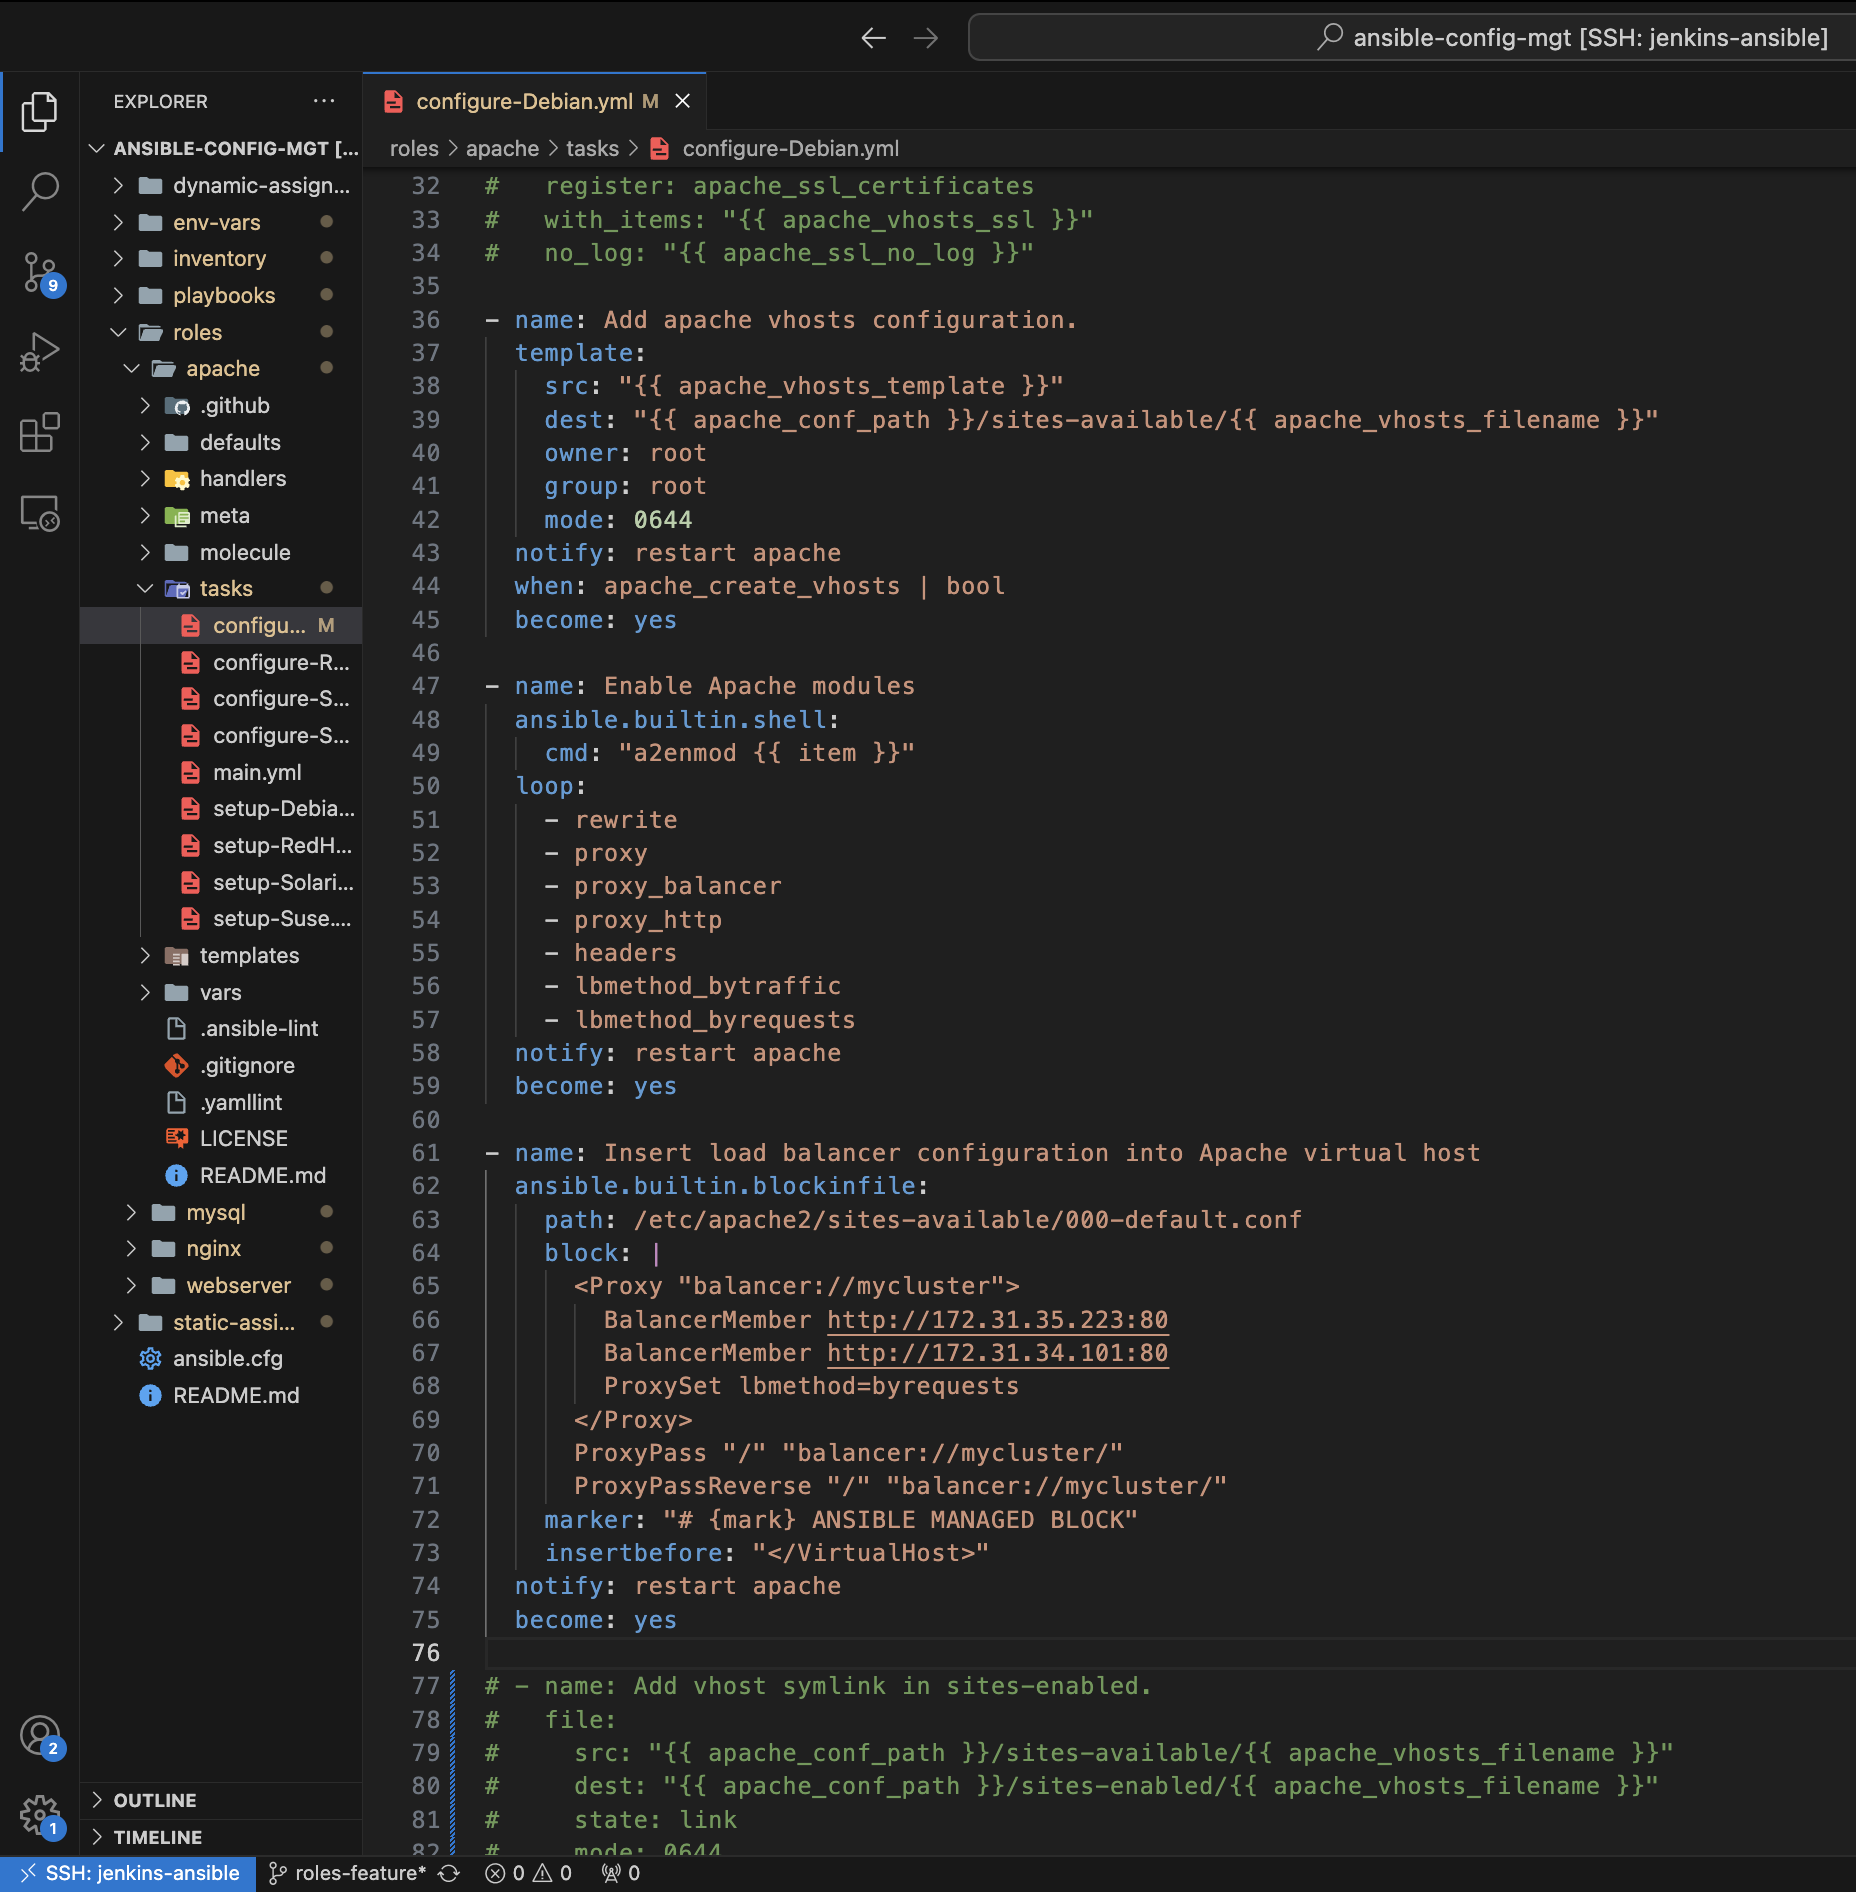 ansible-config-mgt [SSH: jenkins-ansible]
EXPLORER
ANSIBLE-CONFIG-MGT [...
dynamic-assign...
env-vars
inventory
playbooks
roles
apache
.github
defaults
handlers
meta
molecule
tasks
configu... M
configure-R...
configure-S...
configure-S...
main.yml
setup-Debia...
setup-RedH...
setup-Solari...
setup-Suse....
templates
vars
.ansible-lint
.gitignore
.yamllint
LICENSE
README.md
mysql
nginx
webserver
static-assi...
ansible.cfg
README.md
OUTLINE
TIMELINE
9
2
1
configure-Debian.yml M
roles > apache > tasks > configure-Debian.yml
32 #   register: apache_ssl_certificates
33 #   with_items: "{{ apache_vhosts_ssl }}"
34 #   no_log: "{{ apache_ssl_no_log }}"
35
36 - name: Add apache vhosts configuration.
37   template:
38     src: "{{ apache_vhosts_template }}"
39     dest: "{{ apache_conf_path }}/sites-available/{{ apache_vhosts_filename }}"
40     owner: root
41     group: root
42     mode: 0644
43   notify: restart apache
44   when: apache_create_vhosts | bool
45   become: yes
46
47 - name: Enable Apache modules
48   ansible.builtin.shell:
49     cmd: "a2enmod {{ item }}"
50   loop:
51     - rewrite
52     - proxy
53     - proxy_balancer
54     - proxy_http
55     - headers
56     - lbmethod_bytraffic
57     - lbmethod_byrequests
58   notify: restart apache
59   become: yes
60
61 - name: Insert load balancer configuration into Apache virtual host
62   ansible.builtin.blockinfile:
63     path: /etc/apache2/sites-available/000-default.conf
64     block: |
65       <Proxy "balancer://mycluster">
66         BalancerMember http://172.31.35.223:80
67         BalancerMember http://172.31.34.101:80
68         ProxySet lbmethod=byrequests
69       </Proxy>
70       ProxyPass "/" "balancer://mycluster/"
71       ProxyPassReverse "/" "balancer://mycluster/"
72     marker: "# {mark} ANSIBLE MANAGED BLOCK"
73     insertbefore: "</VirtualHost>"
74   notify: restart apache
75   become: yes
76
77 # - name: Add vhost symlink in sites-enabled.
78 #   file:
79 #     src: "{{ apache_conf_path }}/sites-available/{{ apache_vhosts_filename }}"
80 #     dest: "{{ apache_conf_path }}/sites-enabled/{{ apache_vhosts_filename }}"
81 #     state: link
82 #     mode: 0644
SSH: jenkins-ansible roles-feature* 0 0 0